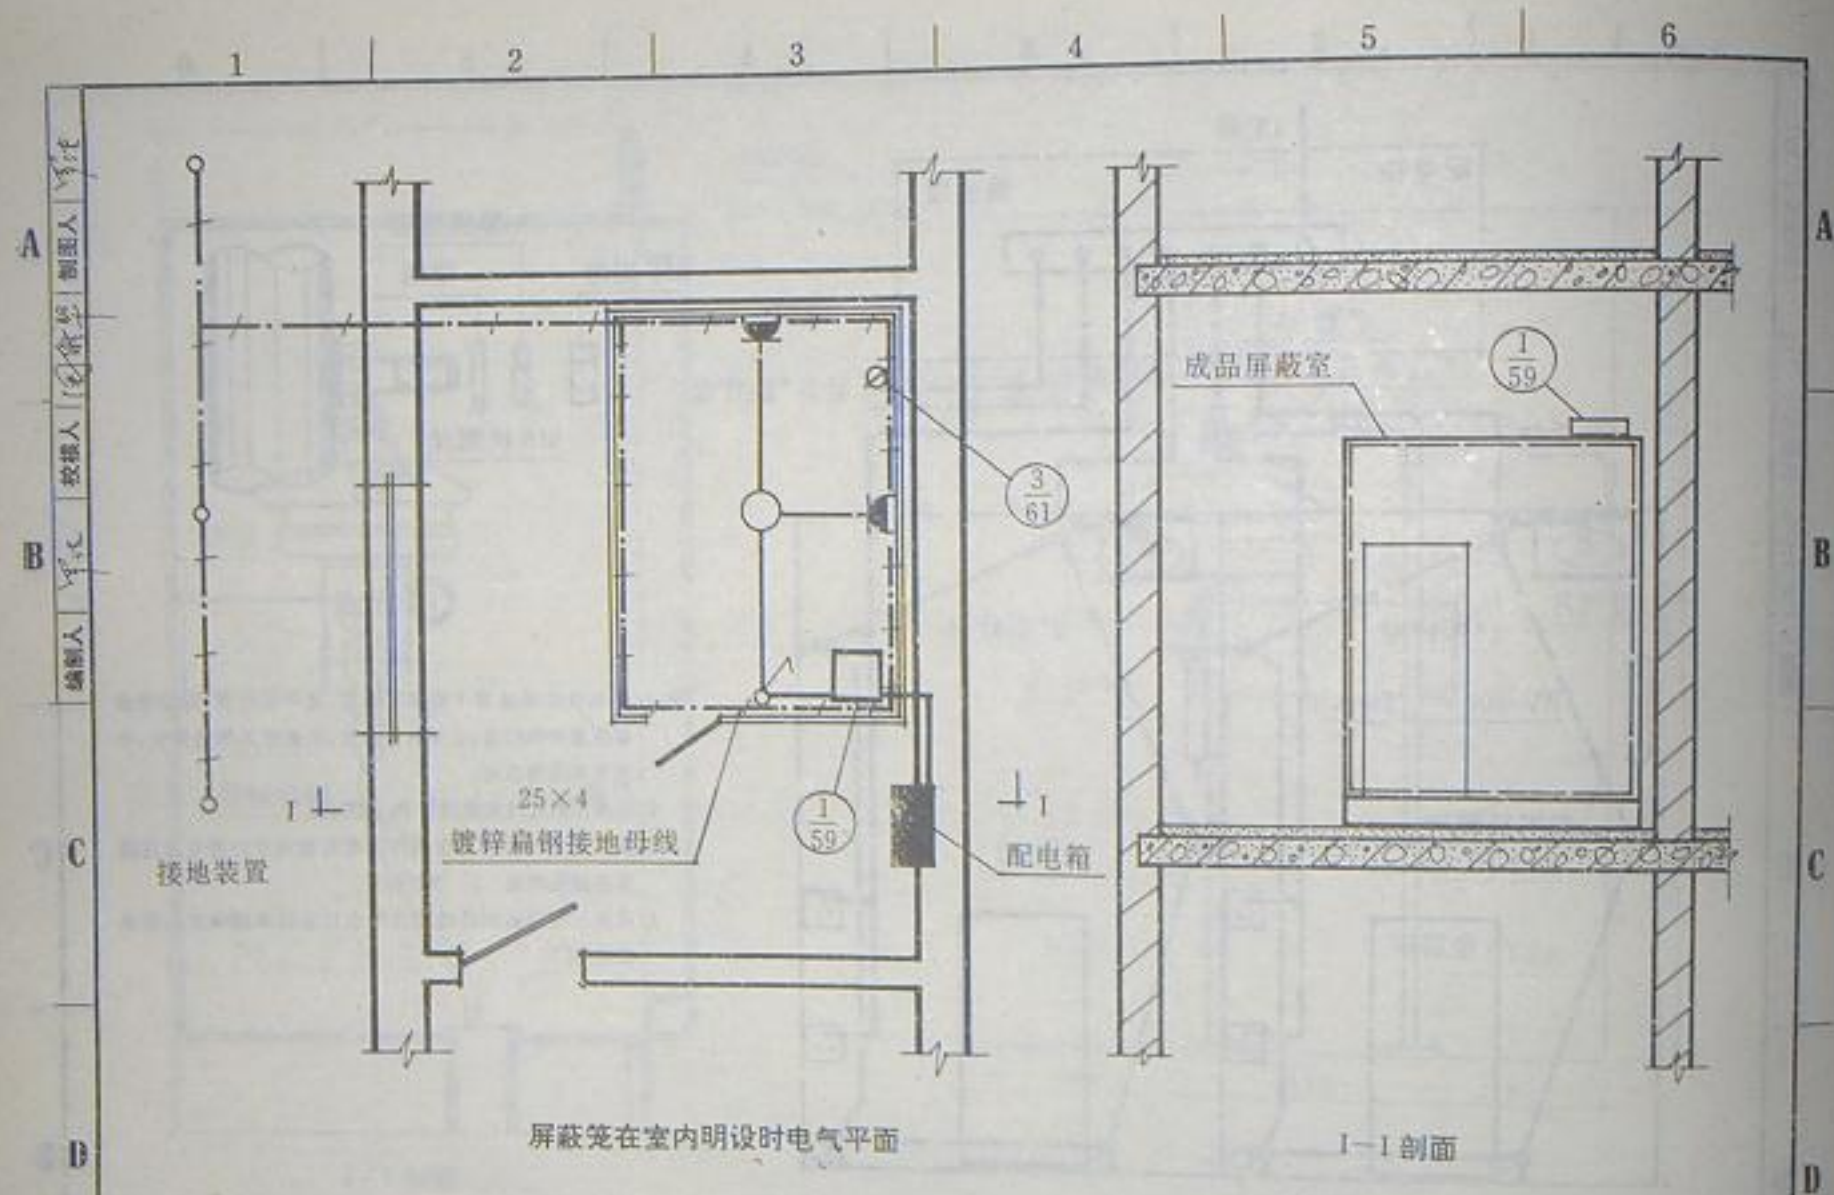 1 2 3 4 5 6
A A
B B
C C
D D
制图人
校核人
编制人
成品屏蔽室
1
59
3
61
I I
25×4
镀锌扁钢接地母线
1
59
配电箱
接地装置
屏蔽笼在室内明设时电气平面
I-I 剖面